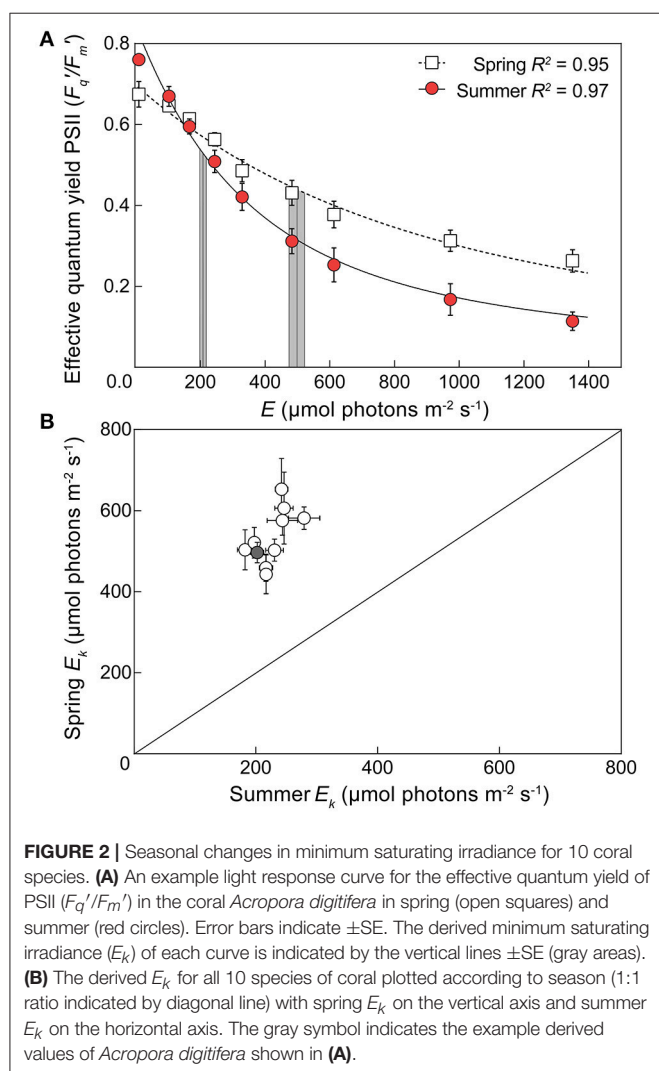 A
0.8
0.6
0.4
0.2
0.0
Effective quantum yield PSII (Fq′/Fm′)
Spring R² = 0.95
Summer R² = 0.97
200 400 600 800 1000 1200 1400
E (μmol photons m⁻² s⁻¹)
B
800
600
400
200
0
Spring Ek (μmol photons m⁻² s⁻¹)
200 400 600 800
Summer Ek (μmol photons m⁻² s⁻¹)
FIGURE 2 | Seasonal changes in minimum saturating irradiance for 10 coral
species. (A) An example light response curve for the effective quantum yield of
PSII (Fq′/Fm′) in the coral Acropora digitifera in spring (open squares) and
summer (red circles). Error bars indicate ±SE. The derived minimum saturating
irradiance (Ek) of each curve is indicated by the vertical lines ±SE (gray areas).
(B) The derived Ek for all 10 species of coral plotted according to season (1:1
ratio indicated by diagonal line) with spring Ek on the vertical axis and summer
Ek on the horizontal axis. The gray symbol indicates the example derived
values of Acropora digitifera shown in (A).